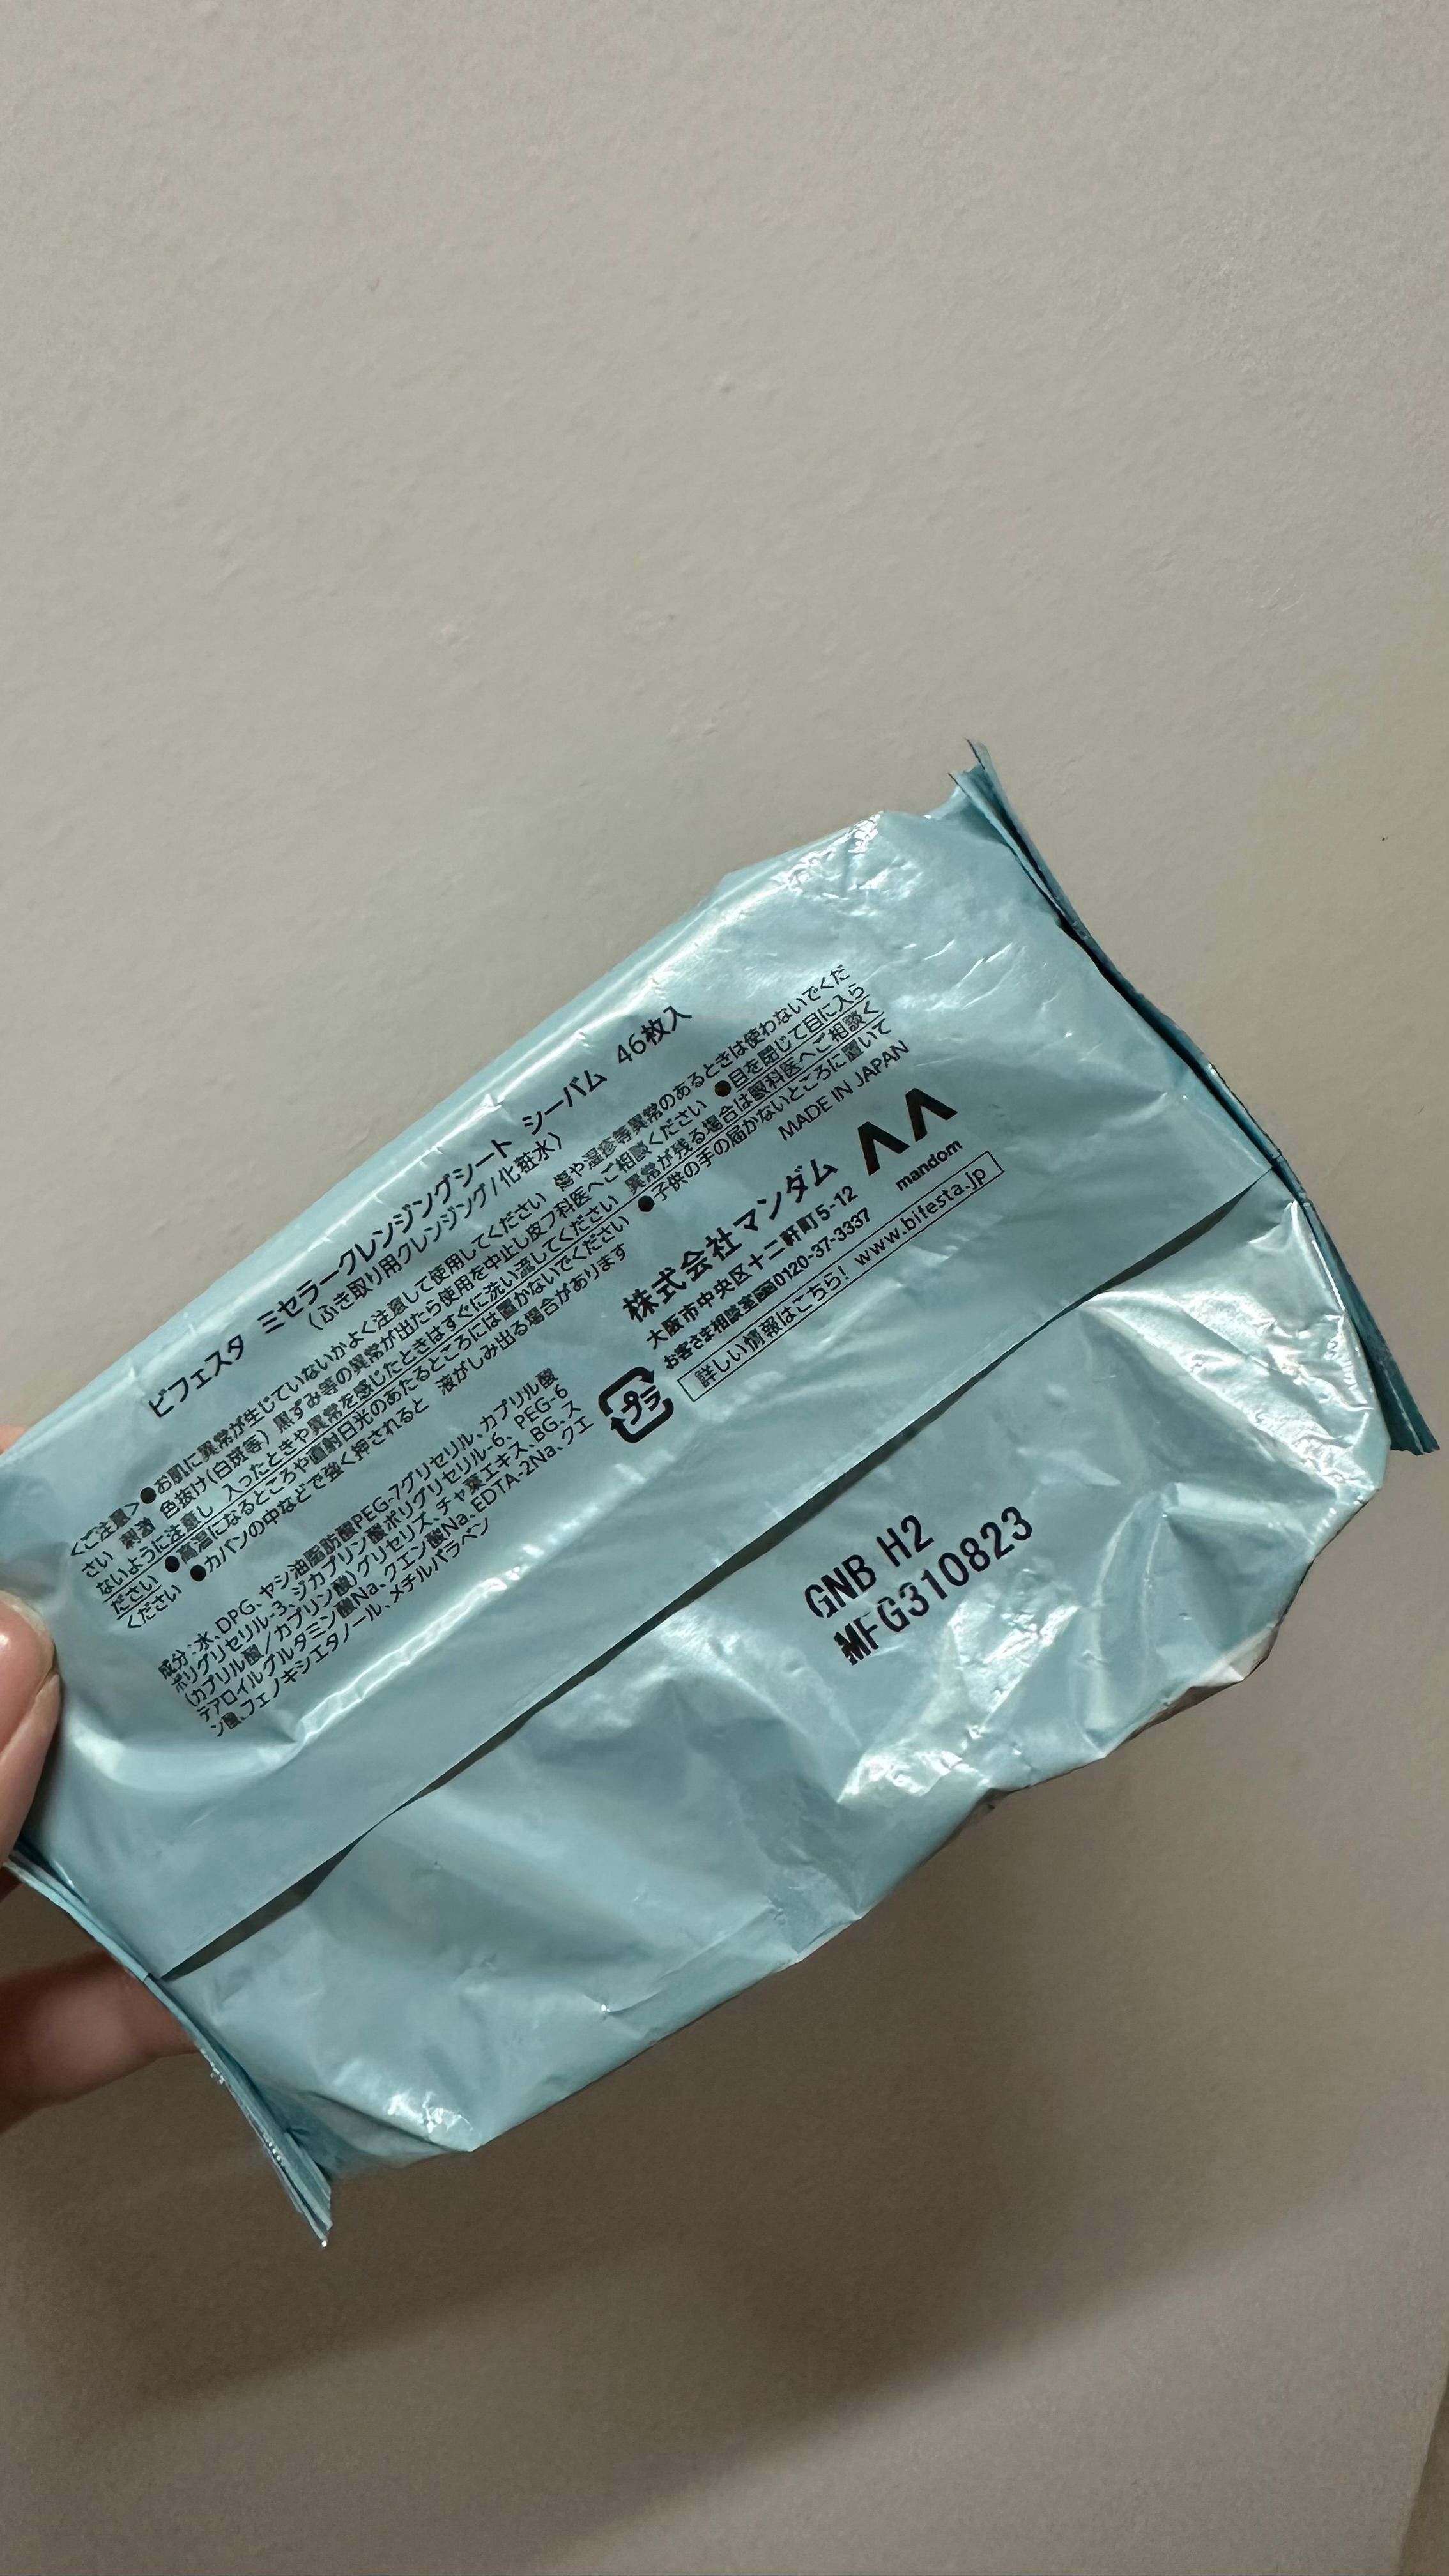 ビフェスタ ミセラークレンジングシート シーバム 46枚入
(ふき取り用クレンジング/化粧水)
<ご注意>●お肌に異常が生じていないかよく注意して使用してください 傷や湿疹等異常のあるときは使わないでくだ
さい 刺激 色抜け(白斑等) 黒ずみ等の異常が出たら使用を中止し皮フ科医へご相談ください ●目を閉じて目に入ら
ないように注意し 入ったときや異常を感じたときはすぐに洗い流してください 異常が残る場合は眼科医へご相談く
ださい ●高温になるところや直射日光のあたるところには置かないでください ●子供の手の届かないところに置いて
ください ●カバンの中などで強く押されると 液がしみ出る場合があります
MADE IN JAPAN
成分:水、DPG、ヤシ油脂肪酸PEG-7グリセリル、カプリル酸
ポリグリセリル-3、ジカプリン酸ポリグリセリル-6、PEG-6
(カプリル酸/カプリン酸)グリセリズ、チャ葉エキス、BG、ス
テアロイルグルタミン酸Na、クエン酸Na、EDTA-2Na、クエ
ン酸、フェノキシエタノール、メチルパラベン
プラ
株式会社マンダム
大阪市中央区十二軒町5-12
お客さま相談室 0120-37-3337
詳しい情報はこちら! www.bifesta.jp
mandom
GNB H2
MFG310823